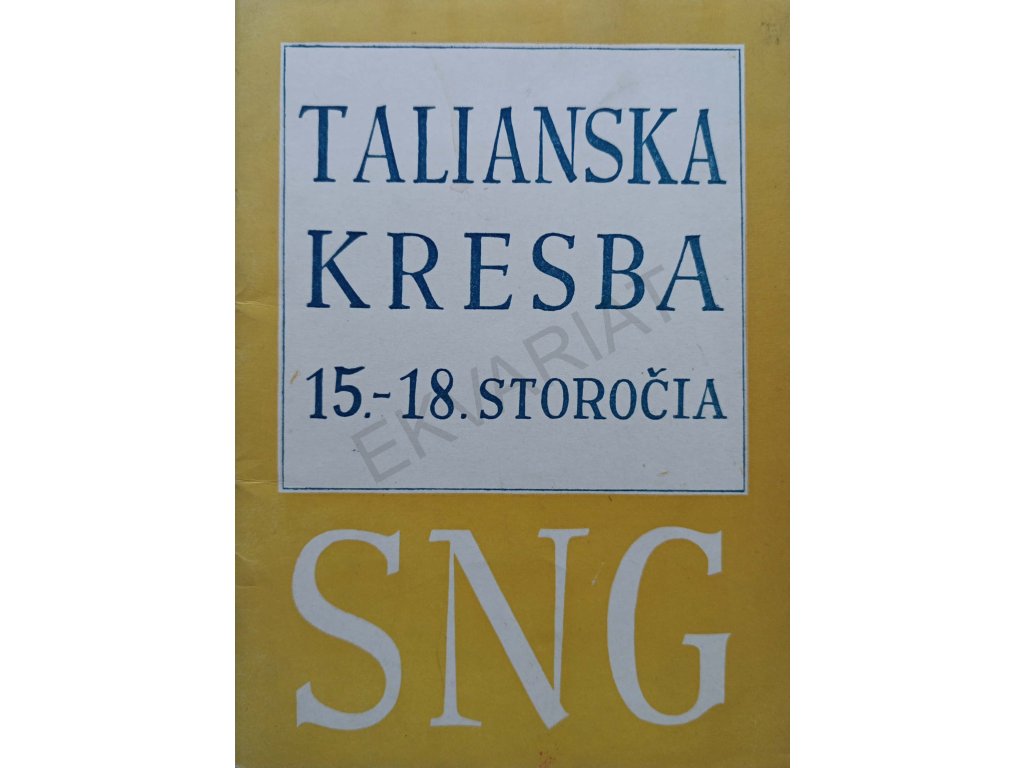 TALIANSKA
KRESBA
15.-18. STOROČIA
EKVARIAT
SNG